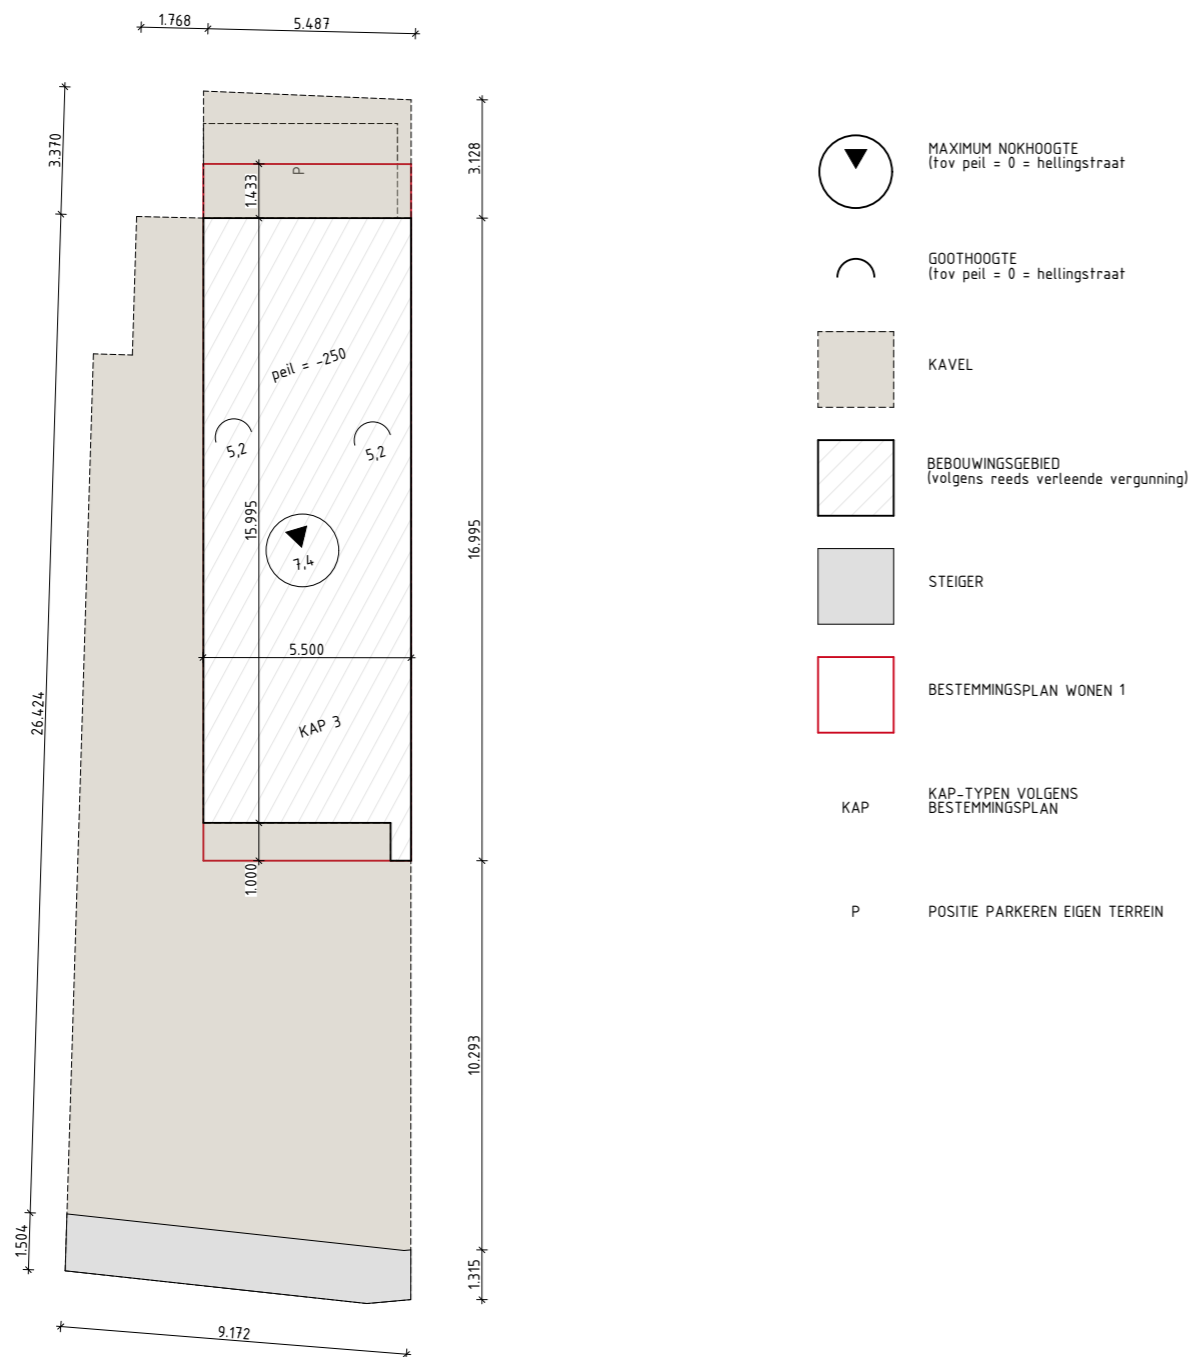 1.768
5.487
3.370
3.128
P
1.433
peil = -250
5,2
5,2
15.995
16.995
7,4
5.500
26.424
KAP 3
1.000
10.293
1.504
1.315
9.172
MAXIMUM NOKHOOGTE
(tov peil = 0 = hellingstraat
GOOTHOOGTE
(tov peil = 0 = hellingstraat
KAVEL
BEBOUWINGSGEBIED
(volgens reeds verleende vergunning)
STEIGER
BESTEMMINGSPLAN WONEN 1
KAP
KAP-TYPEN VOLGENS
BESTEMMINGSPLAN
P
POSITIE PARKEREN EIGEN TERREIN